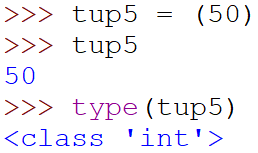 >>> tup5 = (50)
>>> tup5
50
>>> type(tup5)
<class 'int'>